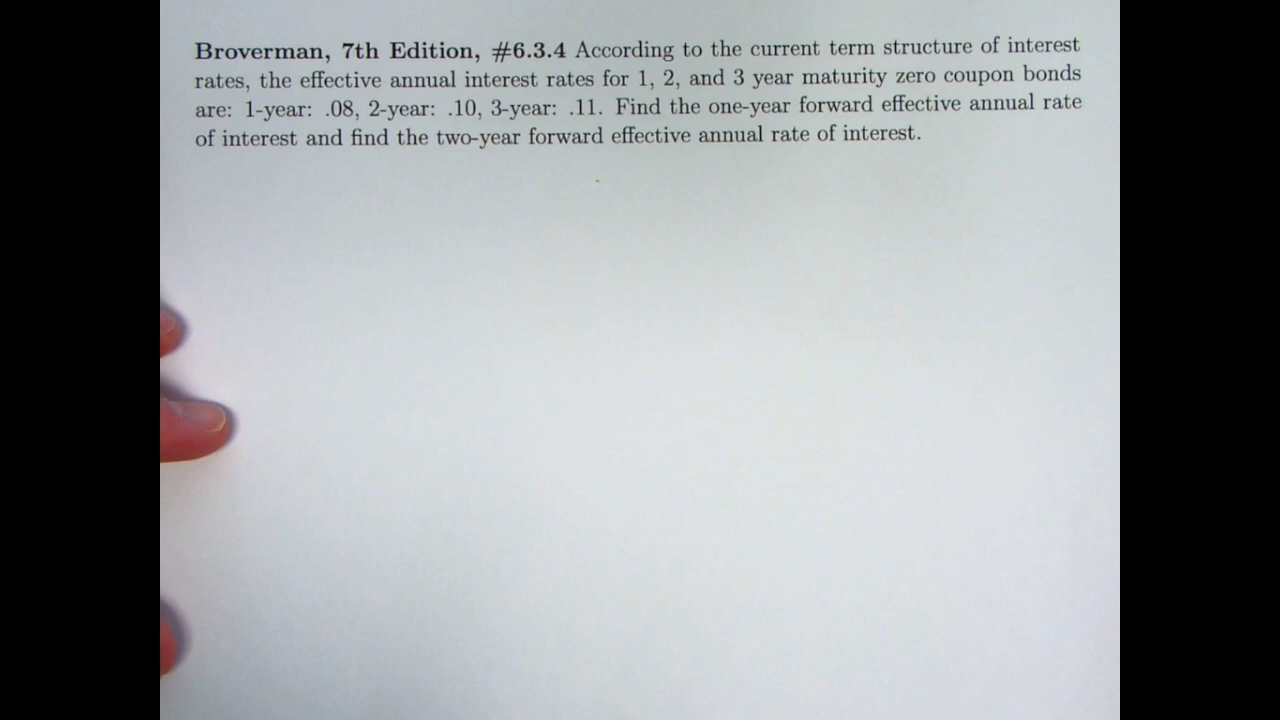 Broverman, 7th Edition, #6.3.4 According to the current term structure of interest
rates, the effective annual interest rates for 1, 2, and 3 year maturity zero coupon bonds
are: 1-year: .08, 2-year: .10, 3-year: .11. Find the one-year forward effective annual rate
of interest and find the two-year forward effective annual rate of interest.